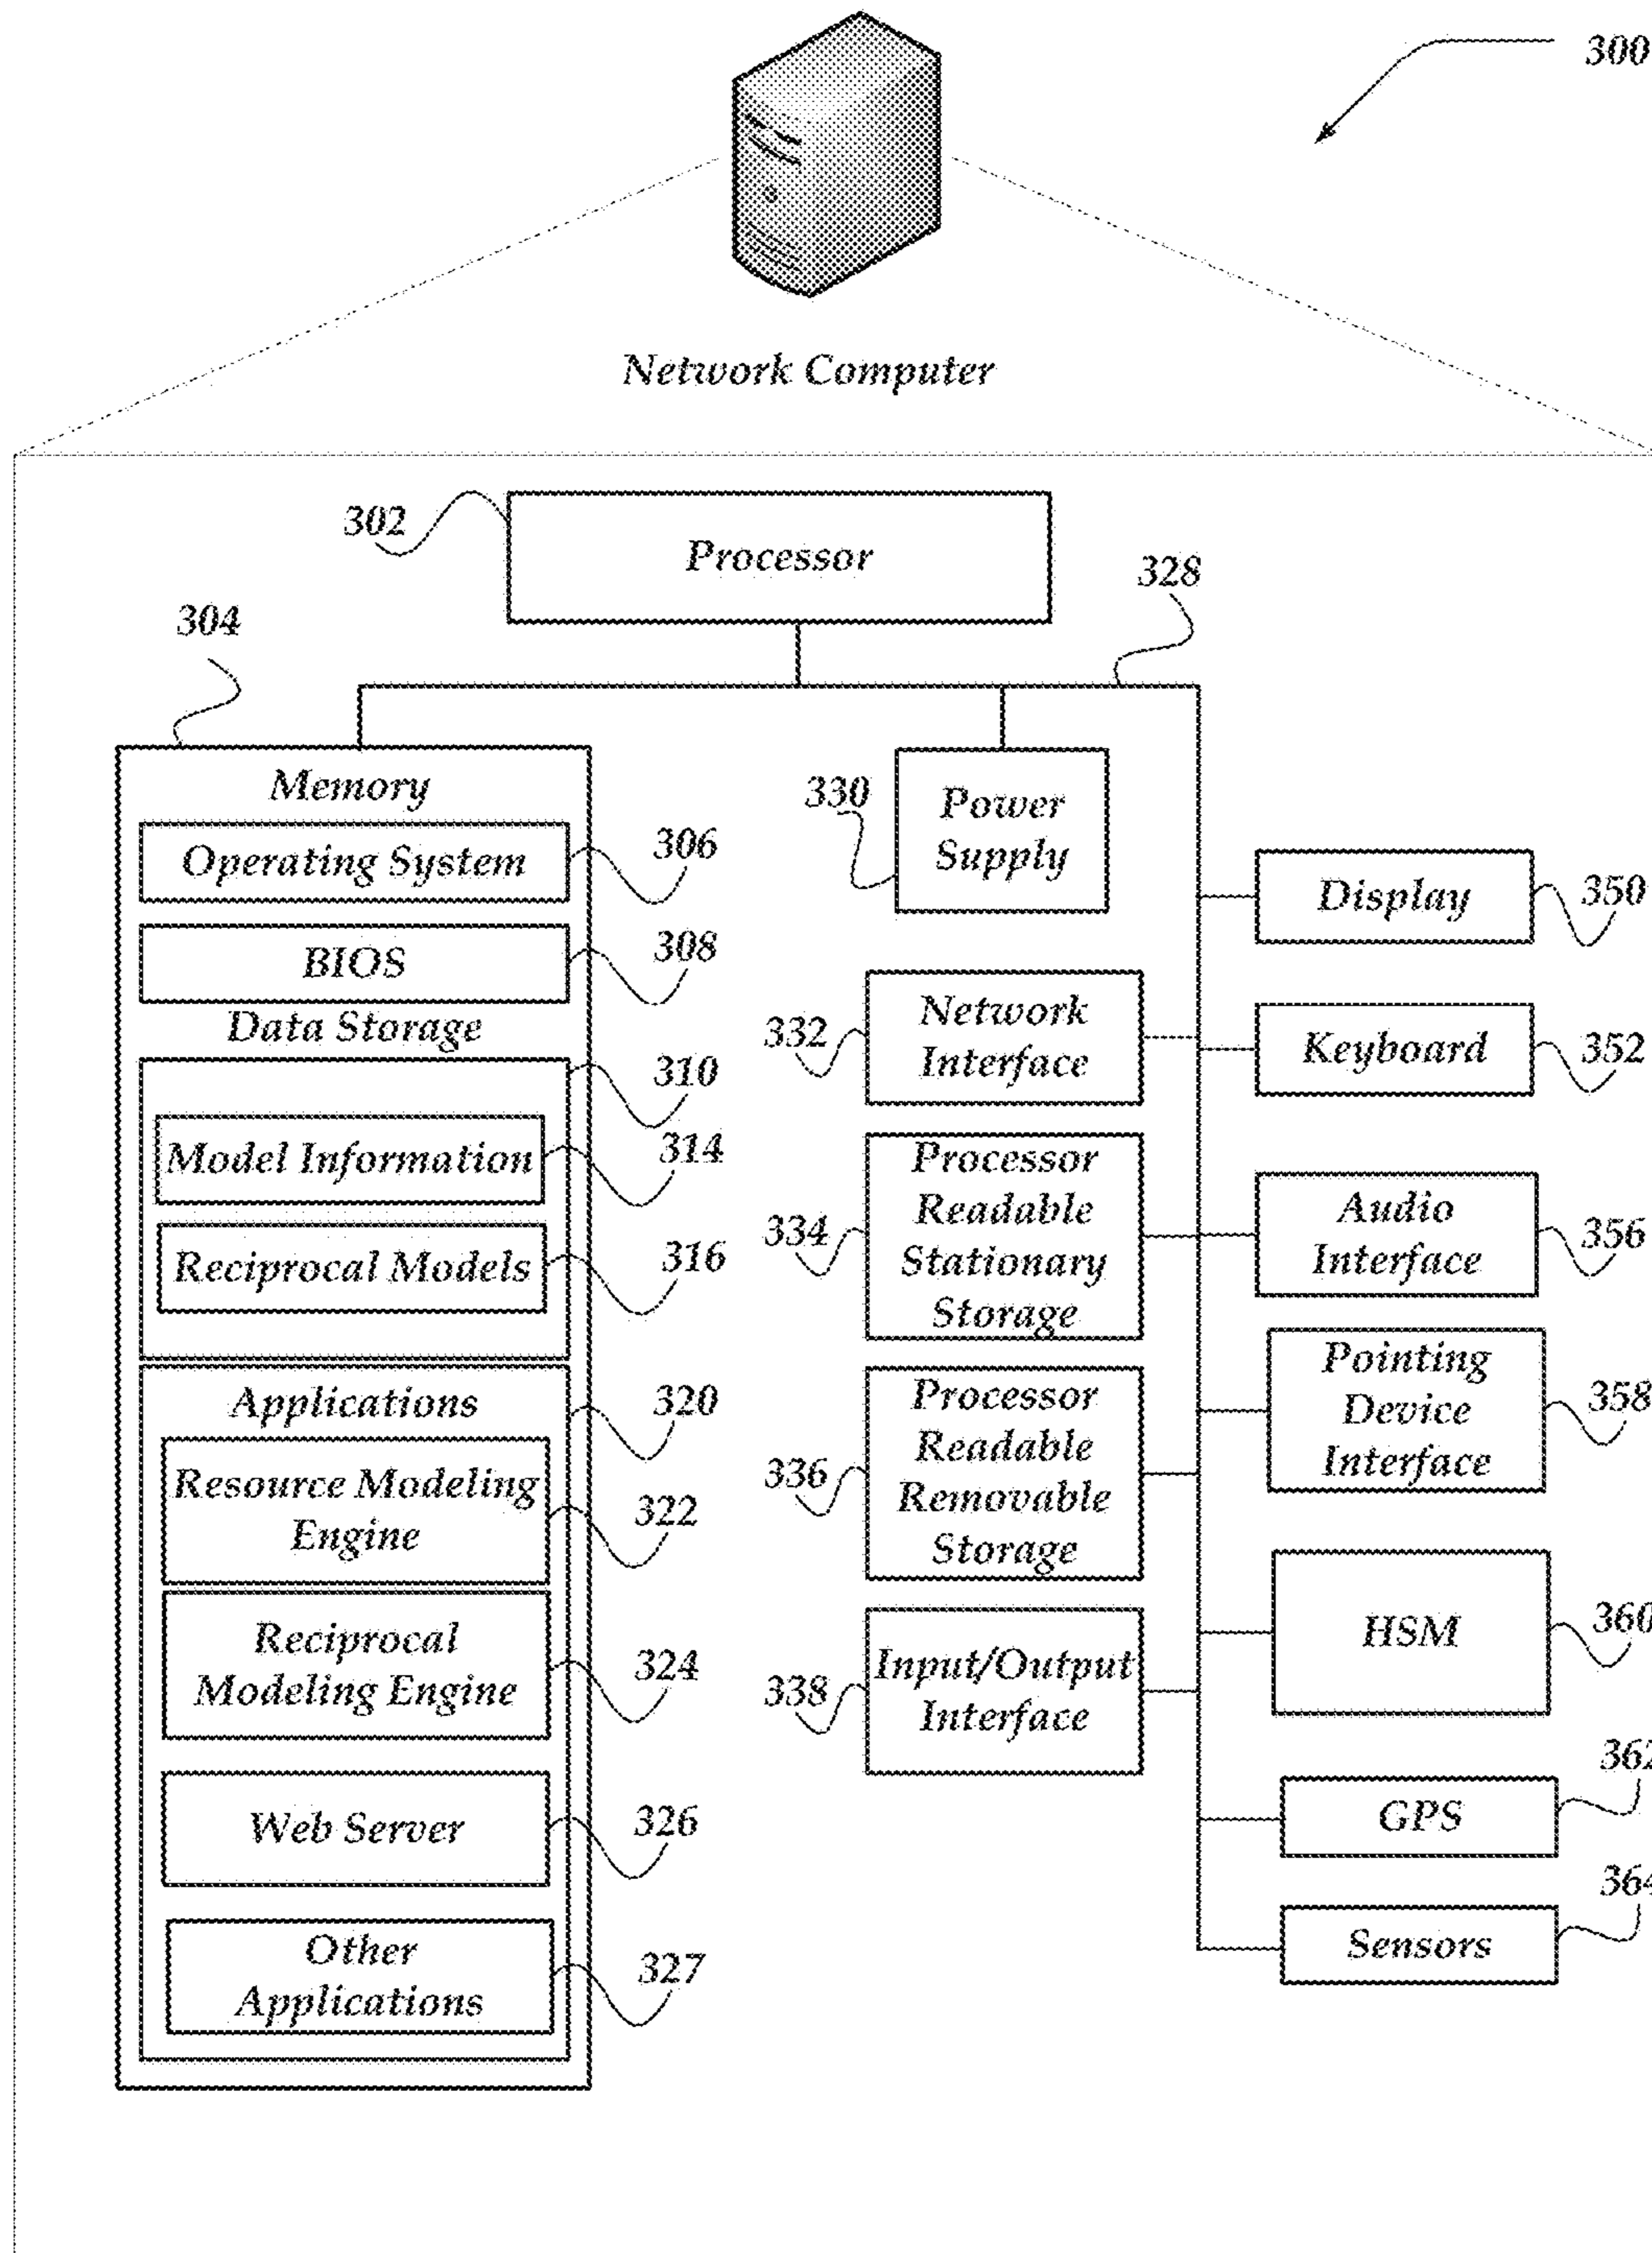 300
Network Computer
302
Processor
328
304
Memory
Operating System
306
BIOS
308
Data Storage
310
Model Information
314
Reciprocal Models
316
Applications
320
Resource Modeling
Engine
322
Reciprocal
Modeling Engine
324
Web Server
326
Other
Applications
327
330
Power
Supply
332
Network
Interface
334
Processor
Readable
Stationary
Storage
336
Processor
Readable
Removable
Storage
338
Input/Output
Interface
Display
350
Keyboard
352
Audio
Interface
356
Pointing
Device
Interface
358
HSM
360
GPS
362
Sensors
364